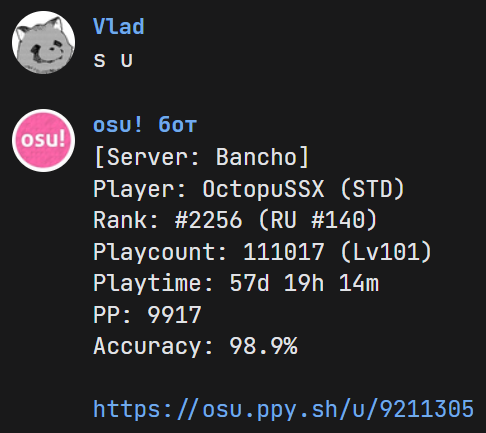 Vlad
s u
osu! бот
osu!
[Server: Bancho]
Player: OctopuSSX (STD)
Rank: #2256 (RU #140)
Playcount: 111017 (Lv101)
Playtime: 57d 19h 14m
PP: 9917
Accuracy: 98.9%
https://osu.ppy.sh/u/9211305